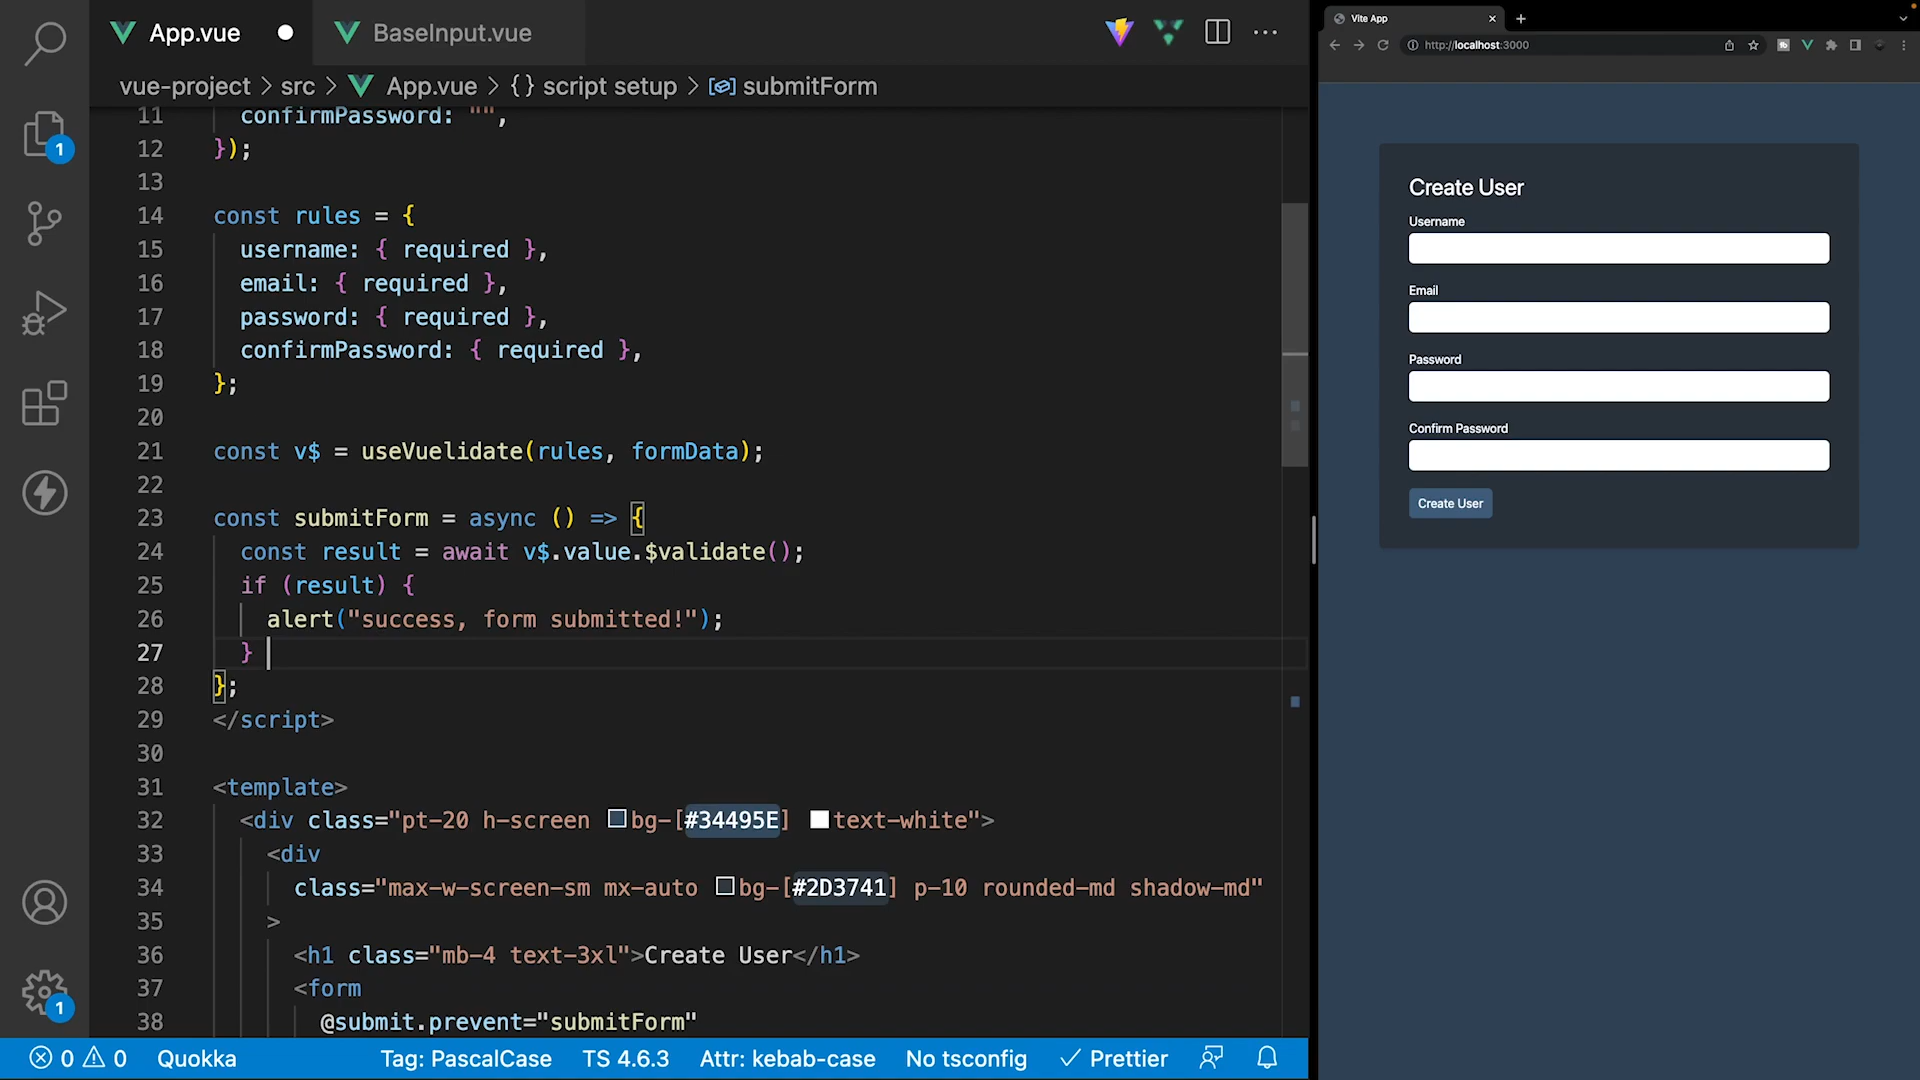 App.vue
BaseInput.vue
vue-project > src > App.vue > {} script setup > submitForm
11 confirmPassword: "",
12 });
13
14 const rules = {
15 username: { required },
16 email: { required },
17 password: { required },
18 confirmPassword: { required },
19 };
20
21 const v$ = useVuelidate(rules, formData);
22
23 const submitForm = async () => {
24 const result = await v$.value.$validate();
25 if (result) {
26 alert("success, form submitted!");
27 }
28 };
29 </script>
30
31 <template>
32 <div class="pt-20 h-screen bg-[#34495E] text-white">
33 <div
34 class="max-w-screen-sm mx-auto bg-[#2D3741] p-10 rounded-md shadow-md"
35 >
36 <h1 class="mb-4 text-3xl">Create User</h1>
37 <form
38 @submit.prevent="submitForm"
1
1
0 0 Quokka Tag: PascalCase TS 4.6.3 Attr: kebab-case No tsconfig Prettier
Vite App
http://localhost:3000
Create User
Username
Email
Password
Confirm Password
Create User